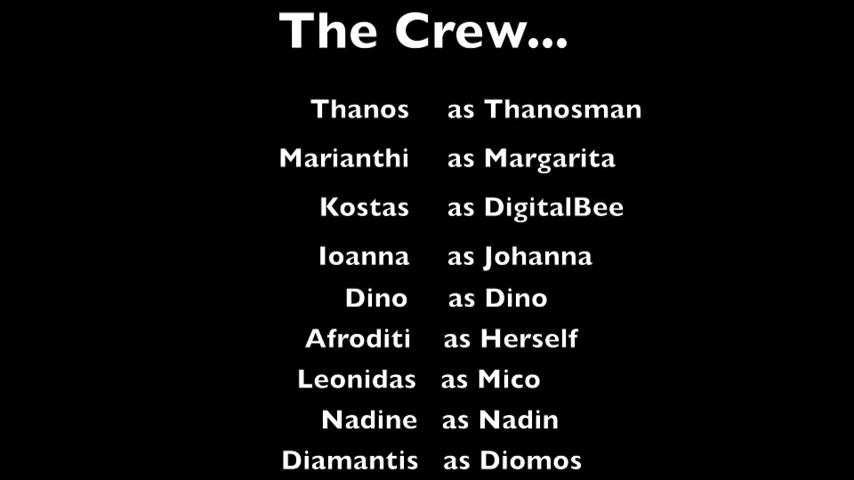 The Crew...
Thanos as Thanosman
Marianthi as Margarita
Kostas as DigitalBee
Ioanna as Johanna
Dino as Dino
Afroditi as Herself
Leonidas as Mico
Nadine as Nadin
Diamantis as Diomos